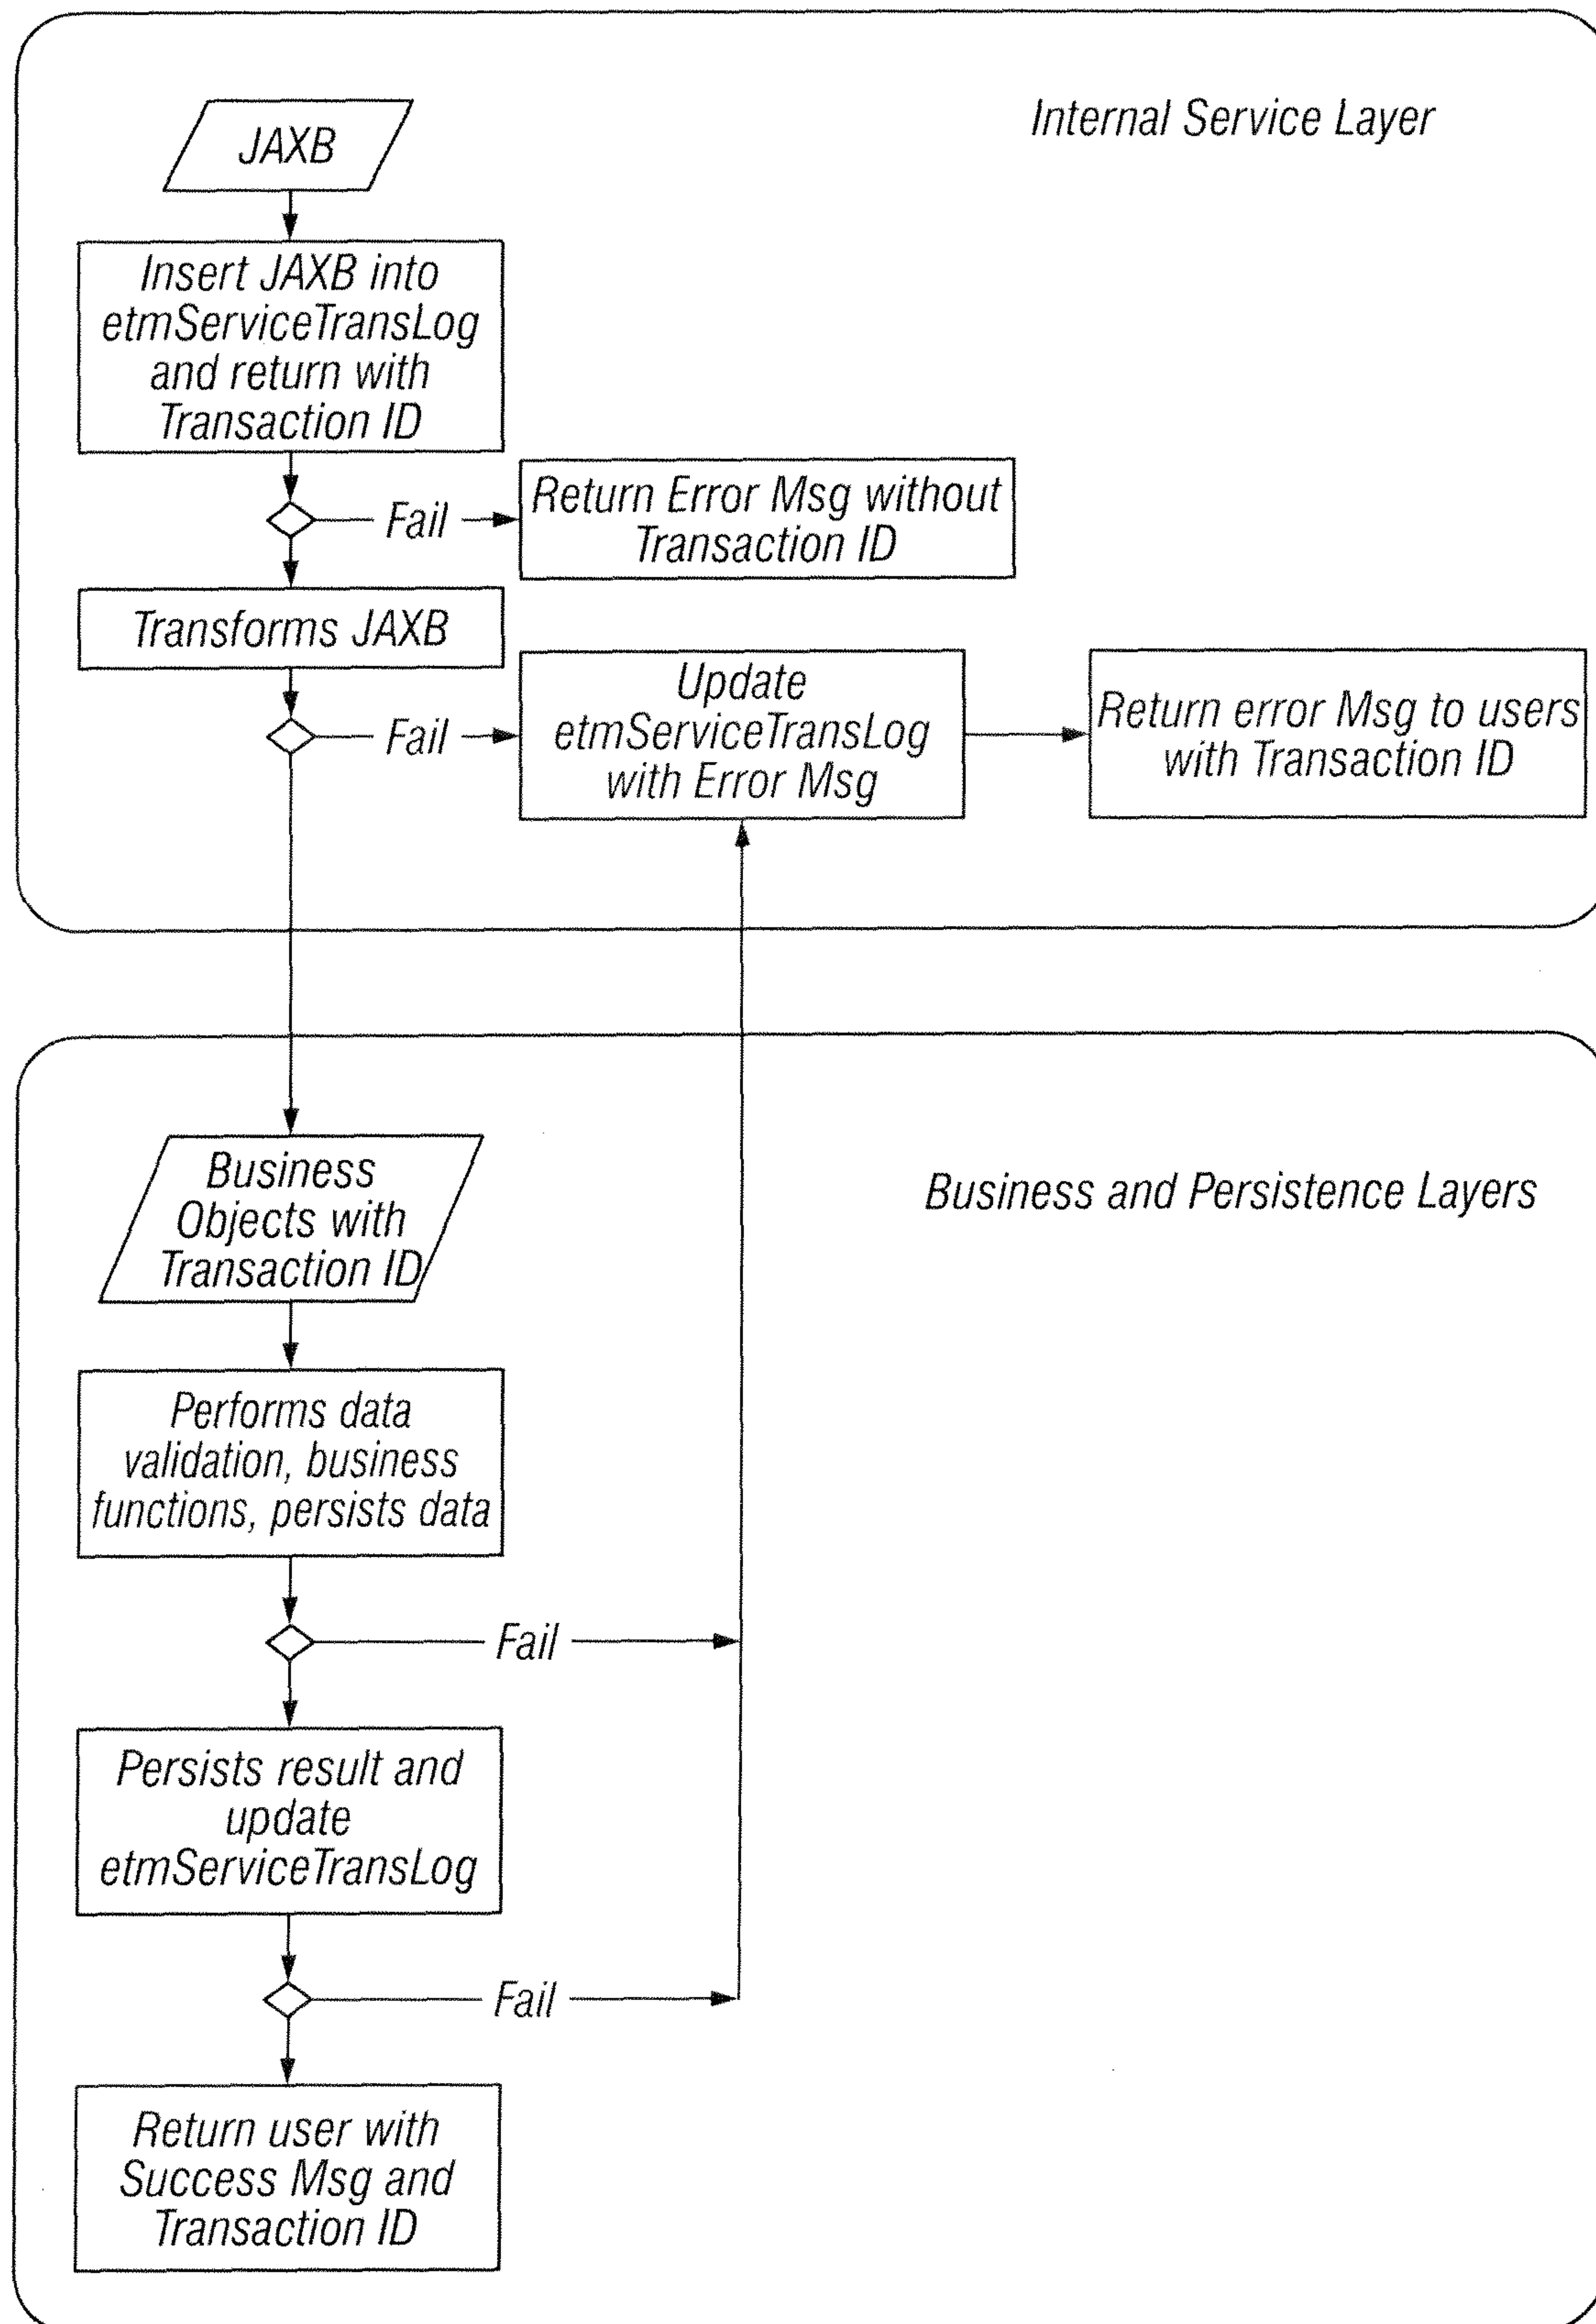 Internal Service Layer
JAXB
Insert JAXB into
etmServiceTransLog
and return with
Transaction ID
Fail
Return Error Msg without
Transaction ID
Transforms JAXB
Fail
Update
etmServiceTransLog
with Error Msg
Return error Msg to users
with Transaction ID
Business and Persistence Layers
Business
Objects with
Transaction ID
Performs data
validation, business
functions, persists data
Fail
Persists result and
update
etmServiceTransLog
Fail
Return user with
Success Msg and
Transaction ID